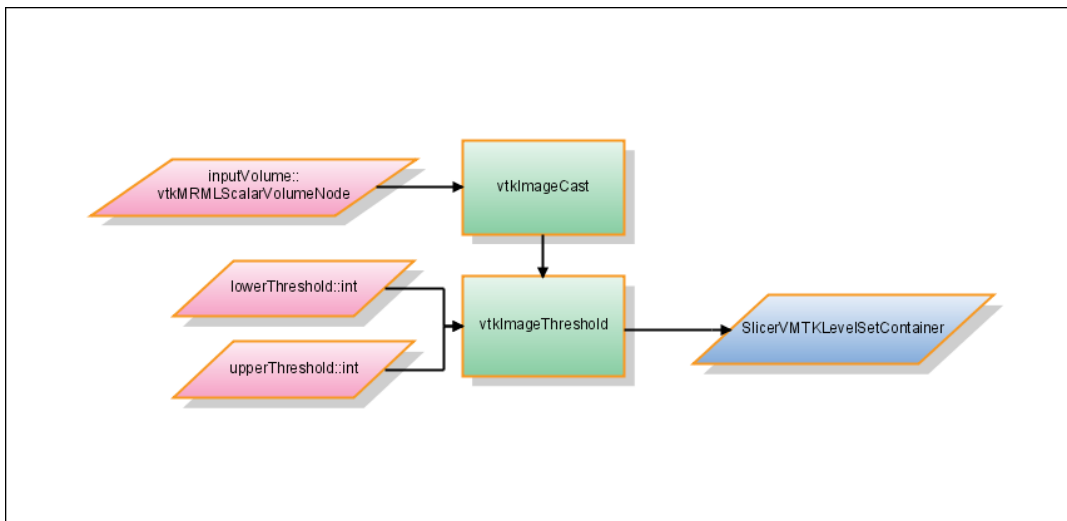 inputVolume::
vtkMRMLScalarVolumeNode
vtkImageCast
lowerThreshold::int
vtkImageThreshold
SlicerVMTKLevelSetContainer
upperThreshold::int